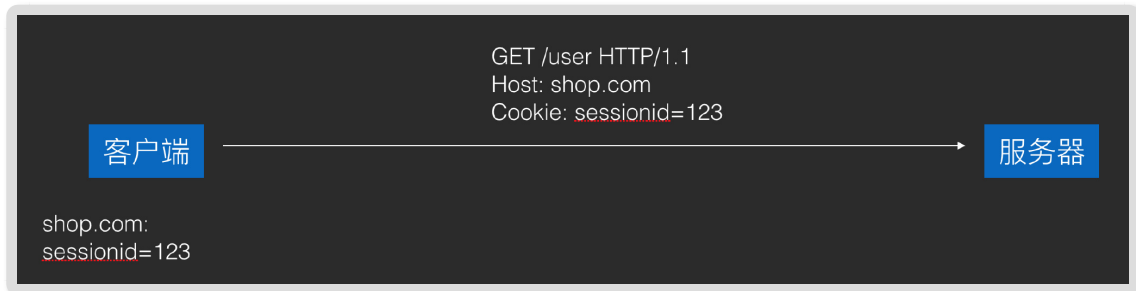 GET /user HTTP/1.1
Host: shop.com
Cookie: sessionid=123
客户端
服务器
shop.com:
sessionid=123